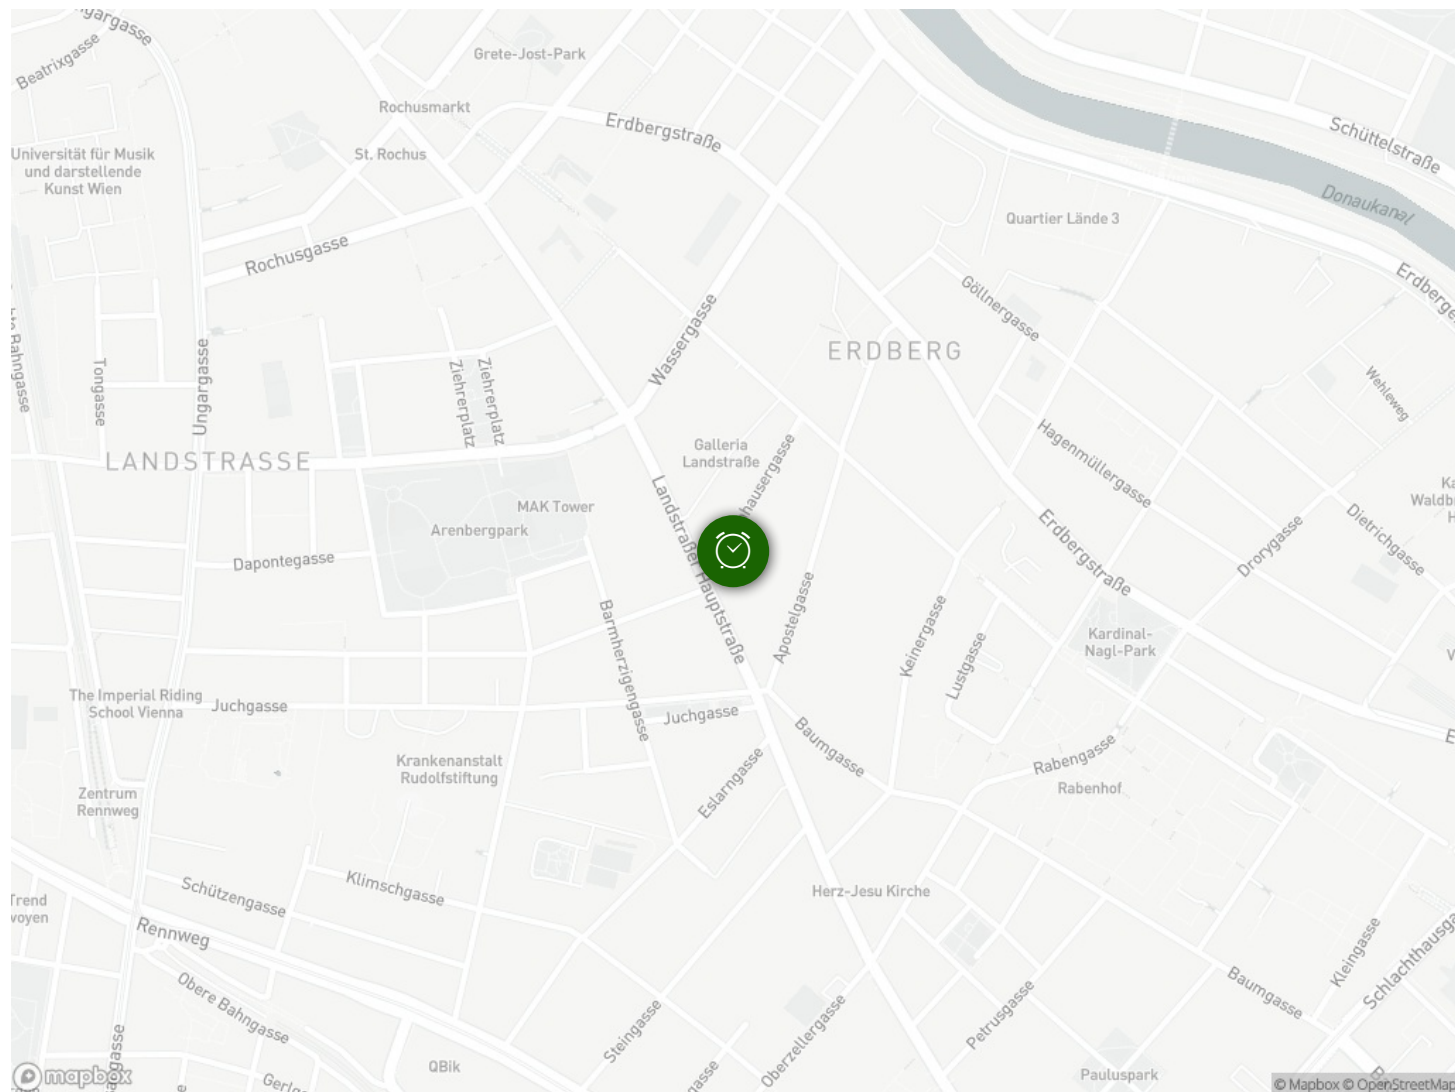 Beatrixgasse
Grete-Jost-Park
Rochusmarkt
Erdbergstraße
Schüttelstraße
St. Rochus
Universität für Musik
und darstellende
Kunst Wien
Donaukanal
Quartier Lände 3
Rochusgasse
Göllnergasse
Wassergasse
ERDBERG
Ungargasse
Tongasse
Ziehrerplatz
Ziehrerplatz
Wehleweg
Hagenmüllergasse
Galleria
Landstraße
LANDSTRASSE
MAK Tower
Arenbergpark
Landstraßer Hauptstraße
Dietrichgasse
Erdbergstraße
Drorygasse
Dapontegasse
Barmherzigengasse
Apostelgasse
Keinergasse
Lustgasse
Kardinal-
Nagl-Park
The Imperial Riding
School Vienna
Juchgasse
Juchgasse
Baumgasse
Krankenanstalt
Rudolfstiftung
Eslarngasse
Rabengasse
Rabenhof
Zentrum
Rennweg
Schützengasse
Klimschgasse
Herz-Jesu Kirche
Trend
Rennweg
Obere Bahngasse
Baumgasse
Kleingasse
Steingasse
Oberzellergasse
Petrusgasse
QBik
Pauluspark
mapbox
© Mapbox © OpenStreetMap